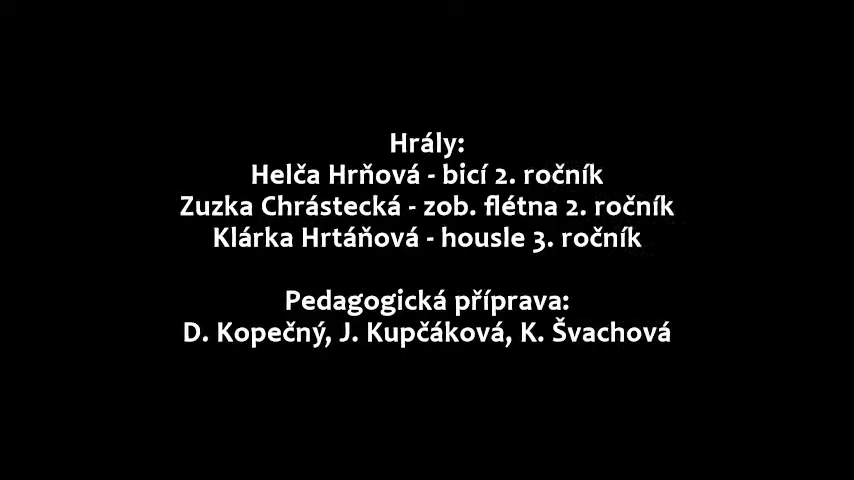 Hrály:
Helča Hrňová - bicí 2. ročník
Zuzka Chrástecká - zob. flétna 2. ročník
Klárka Hrtáňová - housle 3. ročník
Pedagogická příprava:
D. Kopečný, J. Kupčáková, K. Švachová